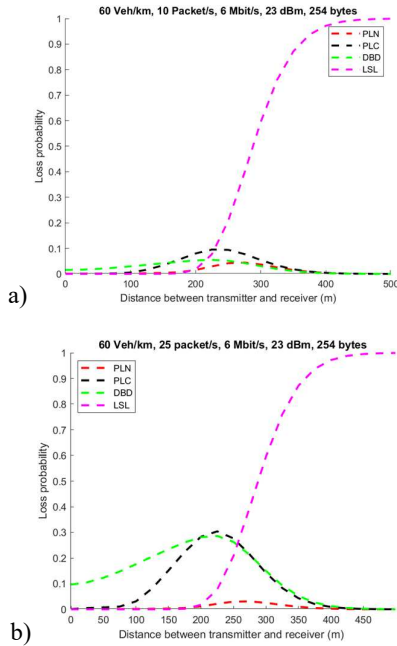 60 Veh/km, 10 Packet/s, 6 Mbit/s, 23 dBm, 254 bytes
1
0.9
0.8
0.7
0.6
0.5
0.4
0.3
0.2
0.1
0
Loss probability
PLN
PLC
DBD
LSL
0 100 200 300 400 500
Distance between transmitter and receiver (m)
a)
60 Veh/km, 25 packet/s, 6 Mbit/s, 23 dBm, 254 bytes
1
0.9
0.8
0.7
0.6
0.5
0.4
0.3
0.2
0.1
0
Loss probability
PLN
PLC
DBD
LSL
0 50 100 150 200 250 300 350 400 450
Distance between transmitter and receiver (m)
b)